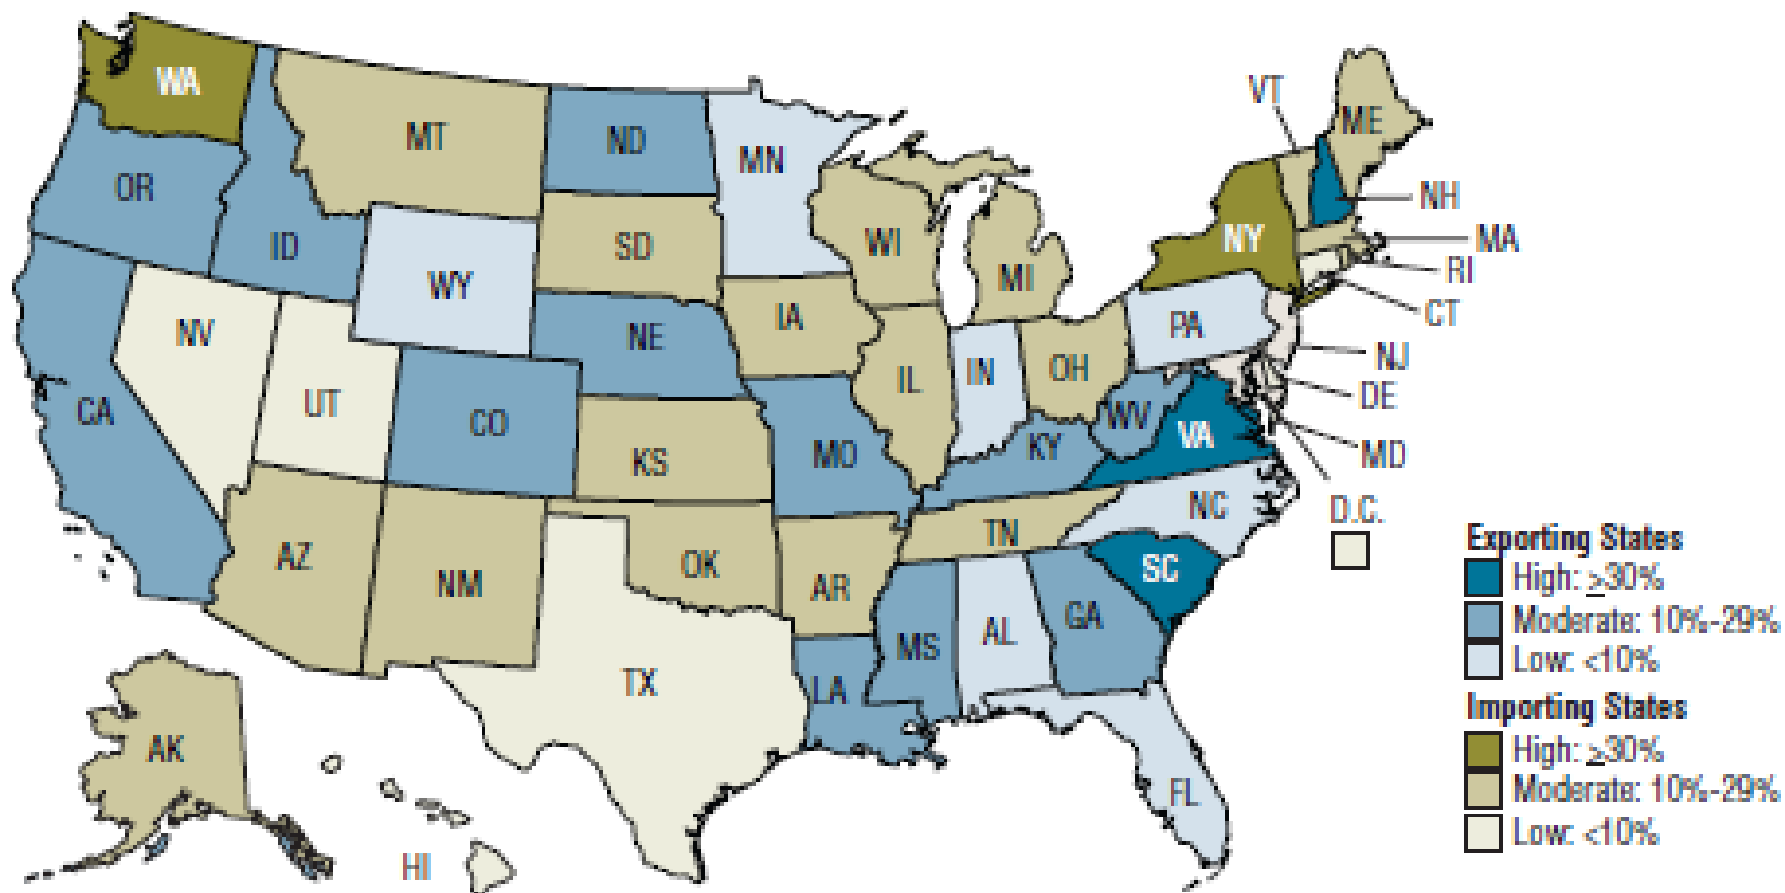 WA
VT
ME
MT
ND
MN
OR
NH
ID
SD
WI
NY
MA
MI
RI
WY
CT
IA
PA
NV
NE
NJ
IL
IN
OH
DE
UT
CA
CO
WV
VA
MD
KS
MO
KY
NC
D.C.
TN
AZ
NM
OK
AR
SC
MS
AL
GA
TX
LA
AK
FL
HI
Exporting States
High: ≥30%
Moderate: 10%-29%
Low: <10%
Importing States
High: ≥30%
Moderate: 10%-29%
Low: <10%